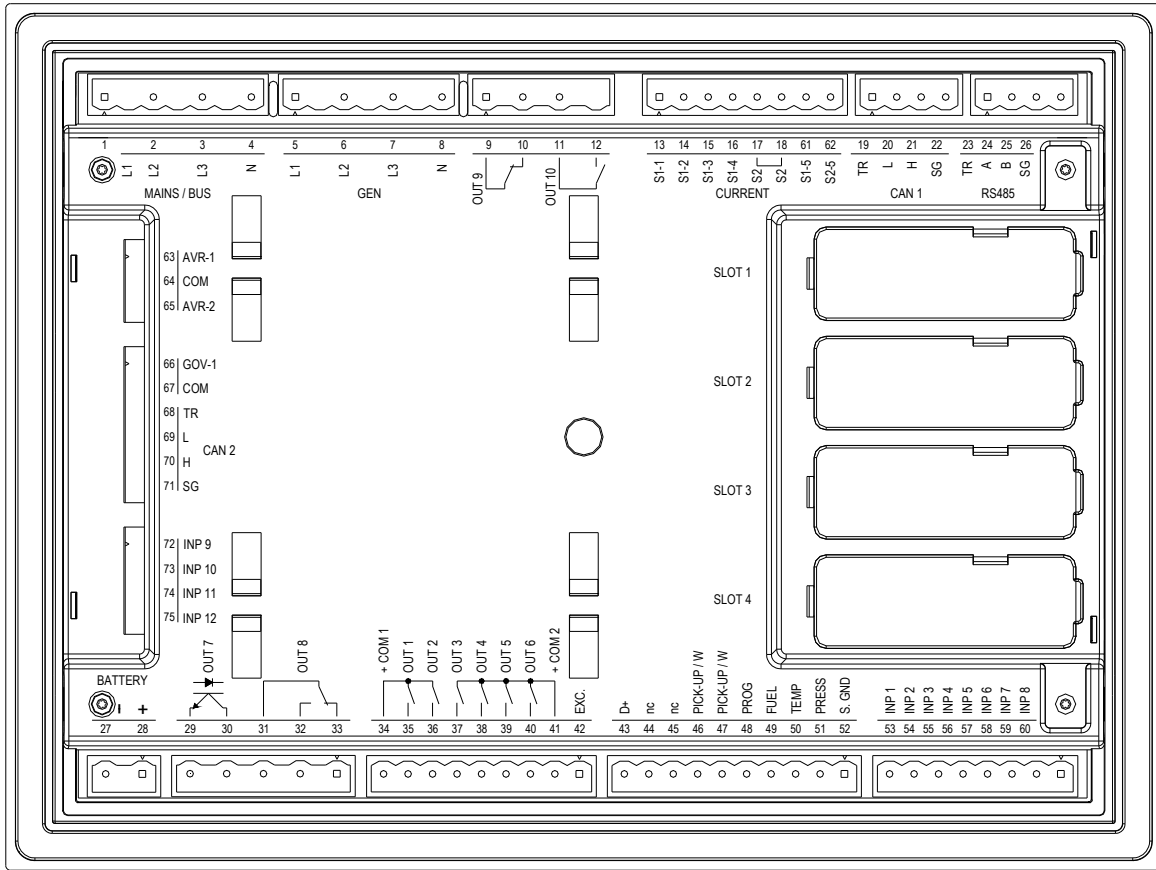 1 2 3 4 5 6 7 8 9 10 11 12 13 14 15 16 17 18 61 62 19 20 21 22 23 24 25 26
L1 L2 L3 N L1 L2 L3 N OUT 9 OUT 10 S1-1 S1-2 S1-3 S1-4 S2 S2 S1-5 S2-5 TR L H SG TR A B SG
MAINS / BUS GEN CURRENT CAN 1 RS485
63 AVR-1
64 COM
65 AVR-2
SLOT 1
66 GOV-1
67 COM
68 TR
69 L
70 H
71 SG
CAN 2
SLOT 2
SLOT 3
72 INP 9
73 INP 10
74 INP 11
75 INP 12
SLOT 4
BATTERY
– +
OUT 7 OUT 8 + COM 1 OUT 1 OUT 2 OUT 3 OUT 4 OUT 5 OUT 6 + COM 2 EXC. D+ nc nc PICK-UP / W PICK-UP / W PROG FUEL TEMP PRESS S. GND INP 1 INP 2 INP 3 INP 4 INP 5 INP 6 INP 7 INP 8
27 28 29 30 31 32 33 34 35 36 37 38 39 40 41 42 43 44 45 46 47 48 49 50 51 52 53 54 55 56 57 58 59 60